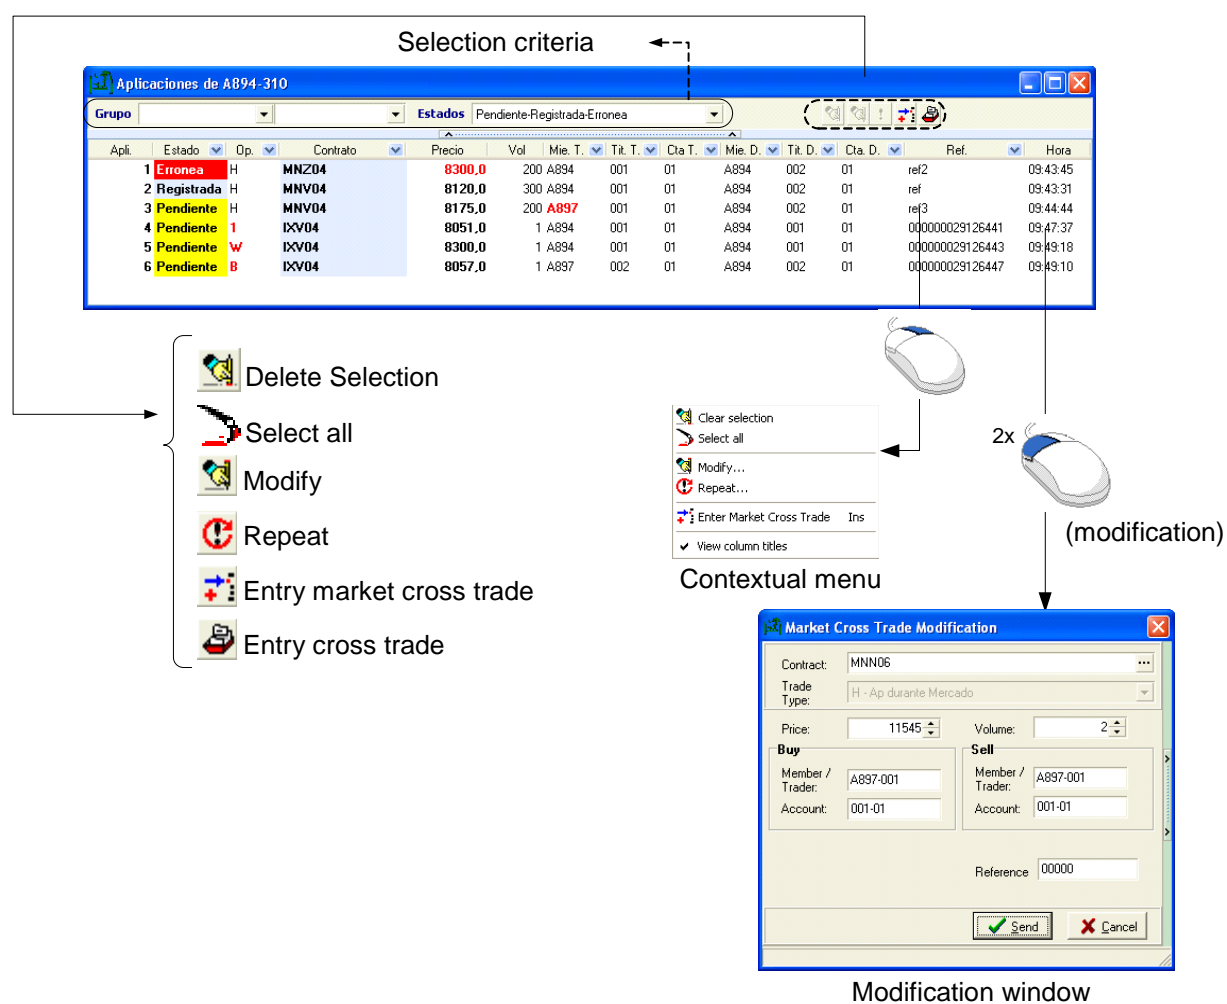 Selection criteria
Aplicaciones de A894-310
Grupo Estados Pendiente-Registrada-Erronea
Apli. Estado Op. Contrato Precio Vol Mie. T. Tit. T. Cta T. Mie. D. Tit. D. Cta. D. Ref. Hora
1 Erronea H MNZ04 8300,0 200 A894 001 01 A894 002 01 ref2 09:43:45
2 Registrada H MNV04 8120,0 300 A894 001 01 A894 002 01 ref 09:43:31
3 Pendiente H MNV04 8175,0 200 A897 001 01 A894 002 01 ref3 09:44:44
4 Pendiente 1 IXV04 8051,0 1 A894 001 01 A894 001 01 000000029126441 09:47:37
5 Pendiente W IXV04 8300,0 1 A894 001 01 A894 002 01 000000029126443 09:49:18
6 Pendiente B IXV04 8057,0 1 A897 002 01 A894 002 01 000000029126447 09:49:10
Delete Selection
Select all
Modify
Repeat
Entry market cross trade
Entry cross trade
Clear selection
Select all
Modify...
Repeat...
Enter Market Cross Trade Ins
View column titles
Contextual menu
2x
(modification)
Market Cross Trade Modification
Contract: MNN06 ...
Trade
Type:
H - Ap durante Mercado
Price: 11545 Volume: 2
Buy Sell
Member /
Trader:
A897-001
Member /
Trader:
A897-001
Account: 001-01 Account: 001-01
Reference 00000
Send Cancel
Modification window